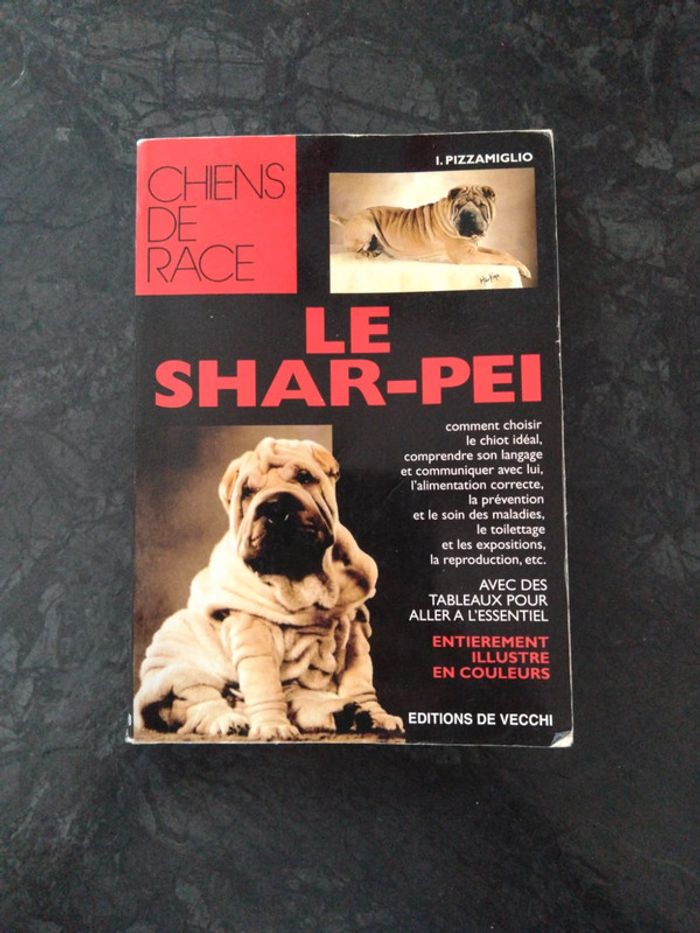 CHIENS
DE
RACE
I. PIZZAMIGLIO
LE
SHAR-PEI
comment choisir
le chiot idéal,
comprendre son langage
et communiquer avec lui,
l'alimentation correcte,
la prévention
et le soin des maladies,
le toilettage
et les expositions,
la reproduction, etc.
AVEC DES
TABLEAUX POUR
ALLER A L'ESSENTIEL
ENTIEREMENT
ILLUSTRE
EN COULEURS
EDITIONS DE VECCHI